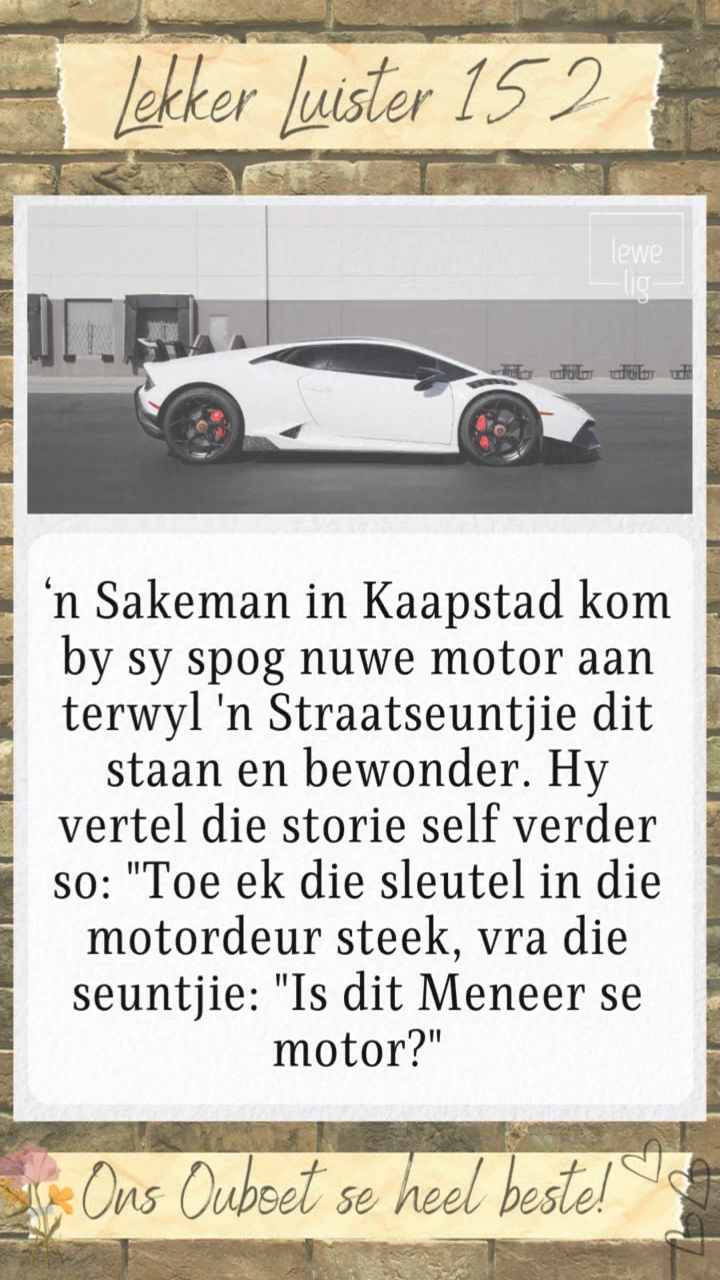 Lekker Luister 152
lewe
lig
‘n Sakeman in Kaapstad kom
by sy spog nuwe motor aan
terwyl 'n Straatseuntjie dit
staan en bewonder. Hy
vertel die storie self verder
so: "Toe ek die sleutel in die
motordeur steek, vra die
seuntjie: "Is dit Meneer se
motor?"
Ons Ouboet se heel beste!